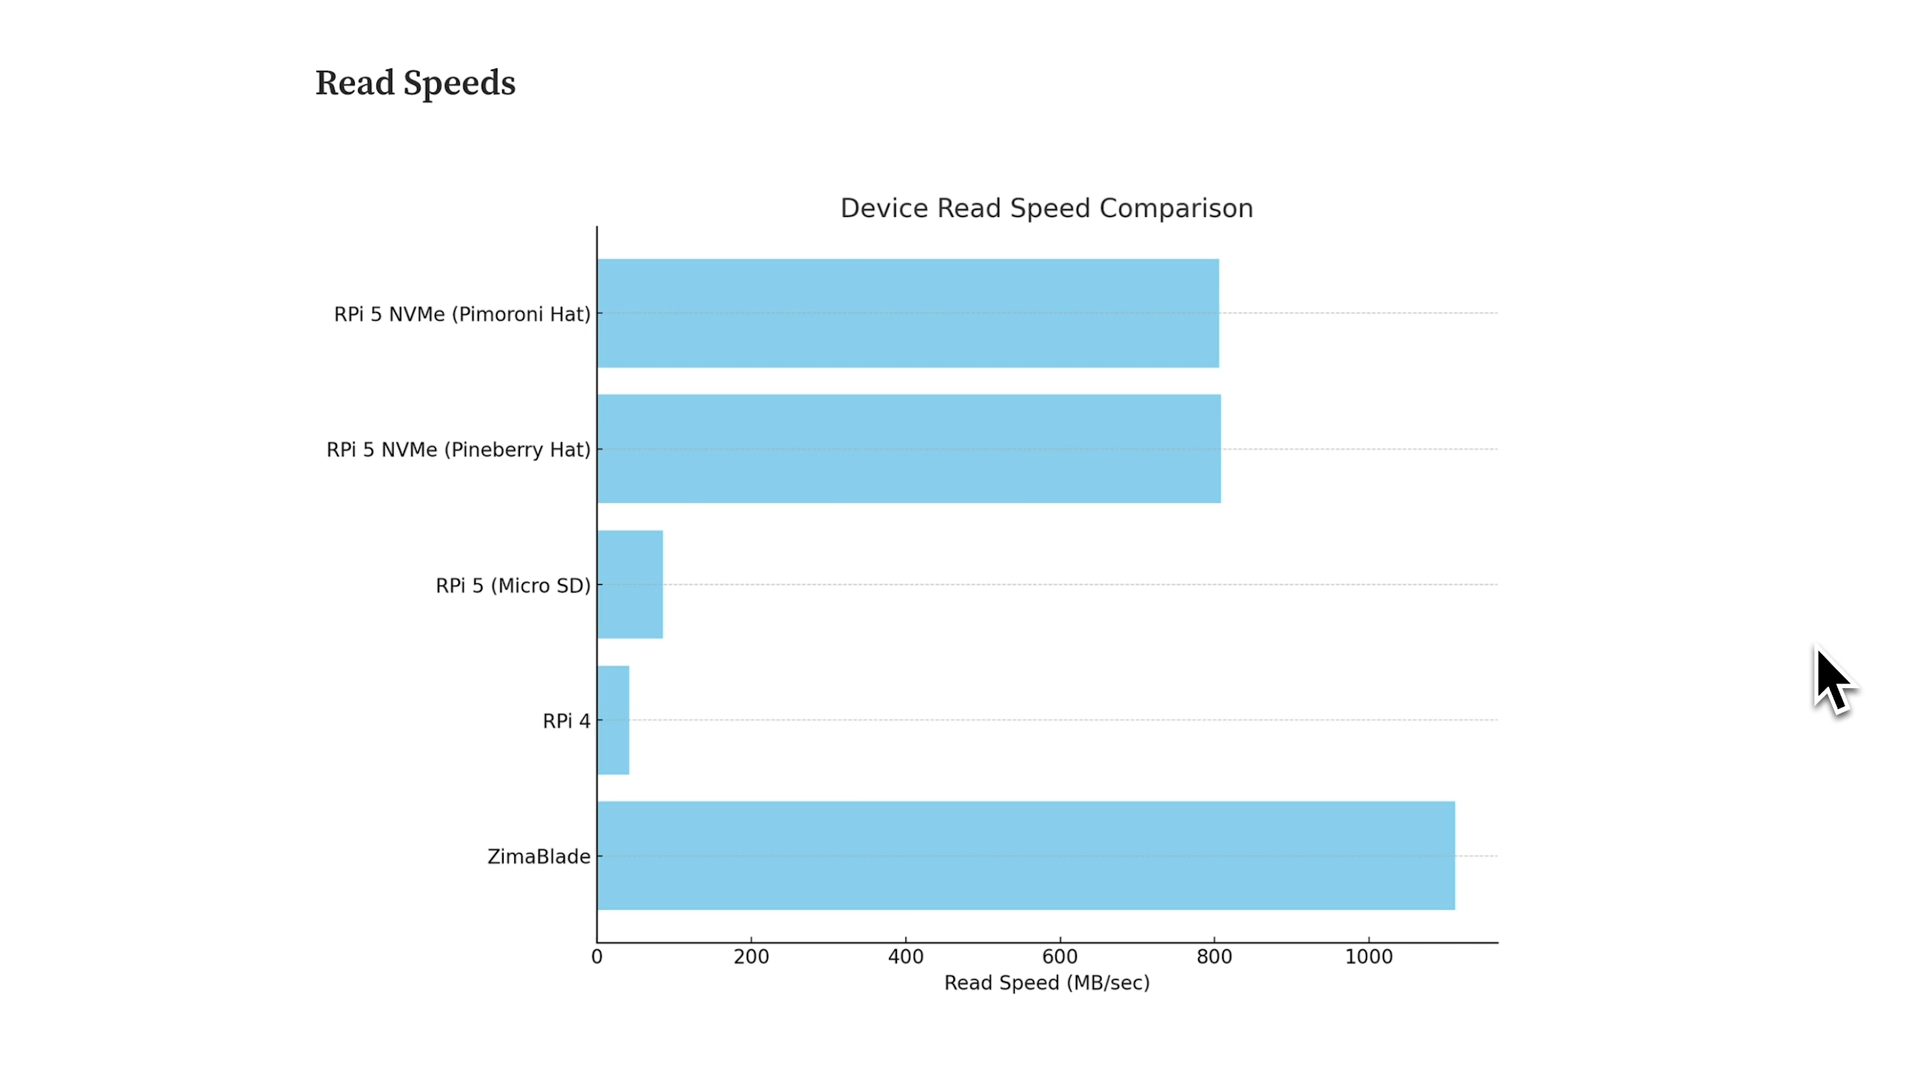 Read Speeds
Device Read Speed Comparison
RPi 5 NVMe (Pimoroni Hat)
RPi 5 NVMe (Pineberry Hat)
RPi 5 (Micro SD)
RPi 4
ZimaBlade
0 200 400 600 800 1000
Read Speed (MB/sec)